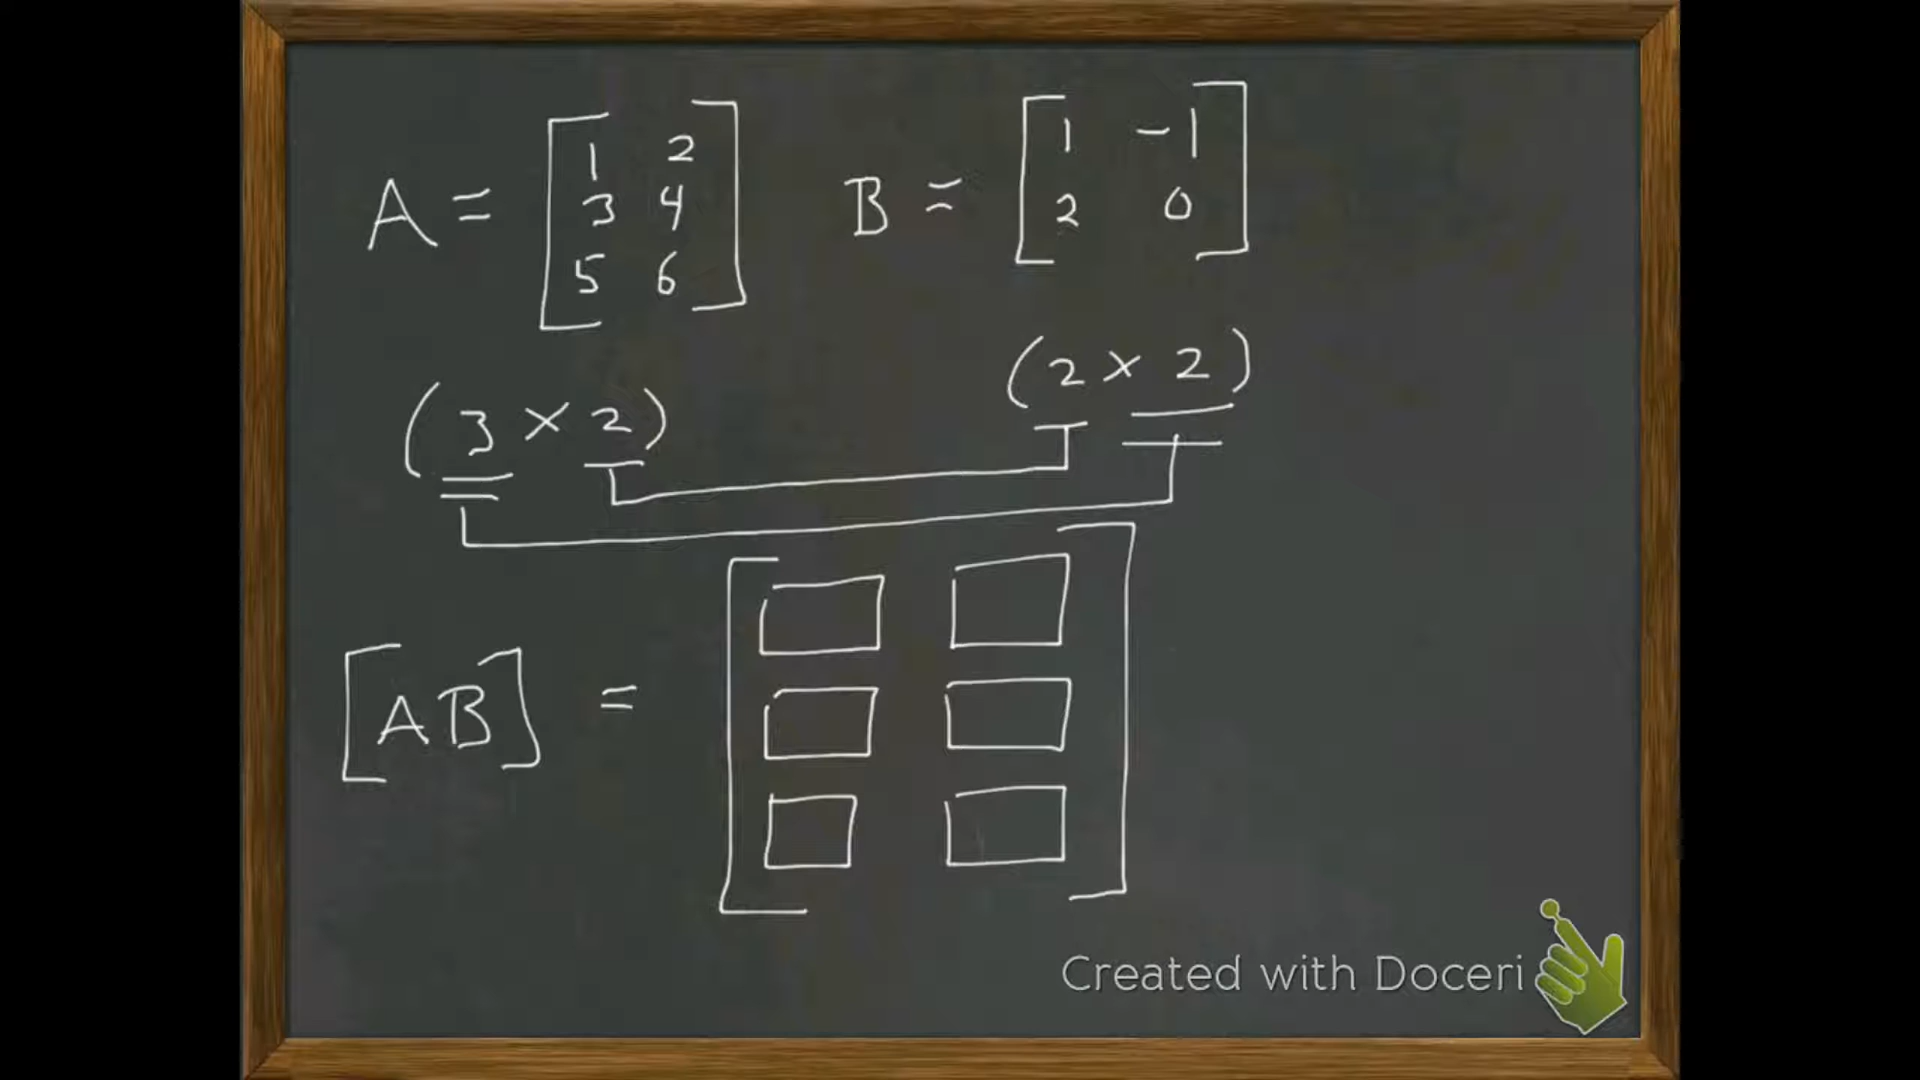 A = [ 1 2
3 4
5 6 ]
B = [ 1 -1
2 0 ]
(3 × 2)
(2 × 2)
[AB] =
Created with Doceri